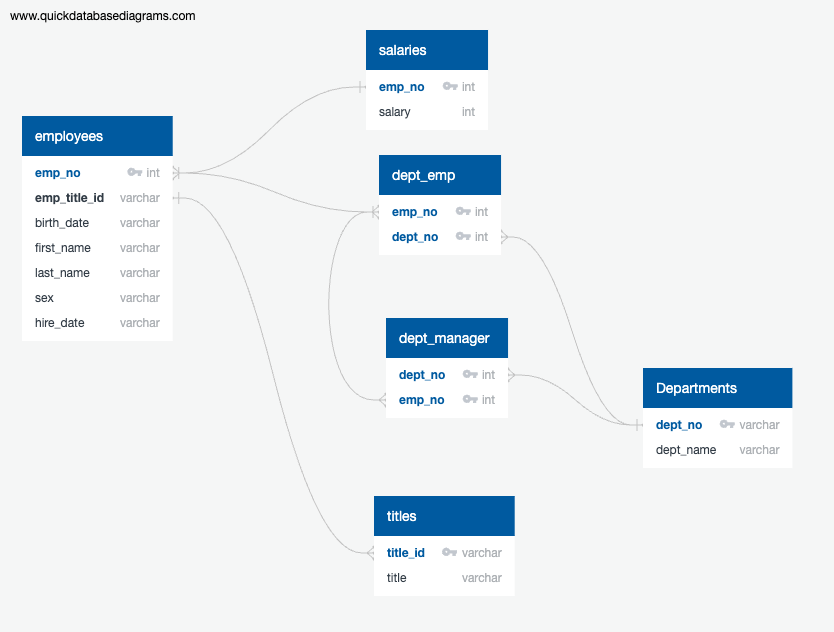 www.quickdatabasediagrams.com
salaries
emp_no int
salary int
employees
emp_no int
emp_title_id varchar
birth_date varchar
first_name varchar
last_name varchar
sex varchar
hire_date varchar
dept_emp
emp_no int
dept_no int
dept_manager
dept_no int
emp_no int
Departments
dept_no varchar
dept_name varchar
titles
title_id varchar
title varchar